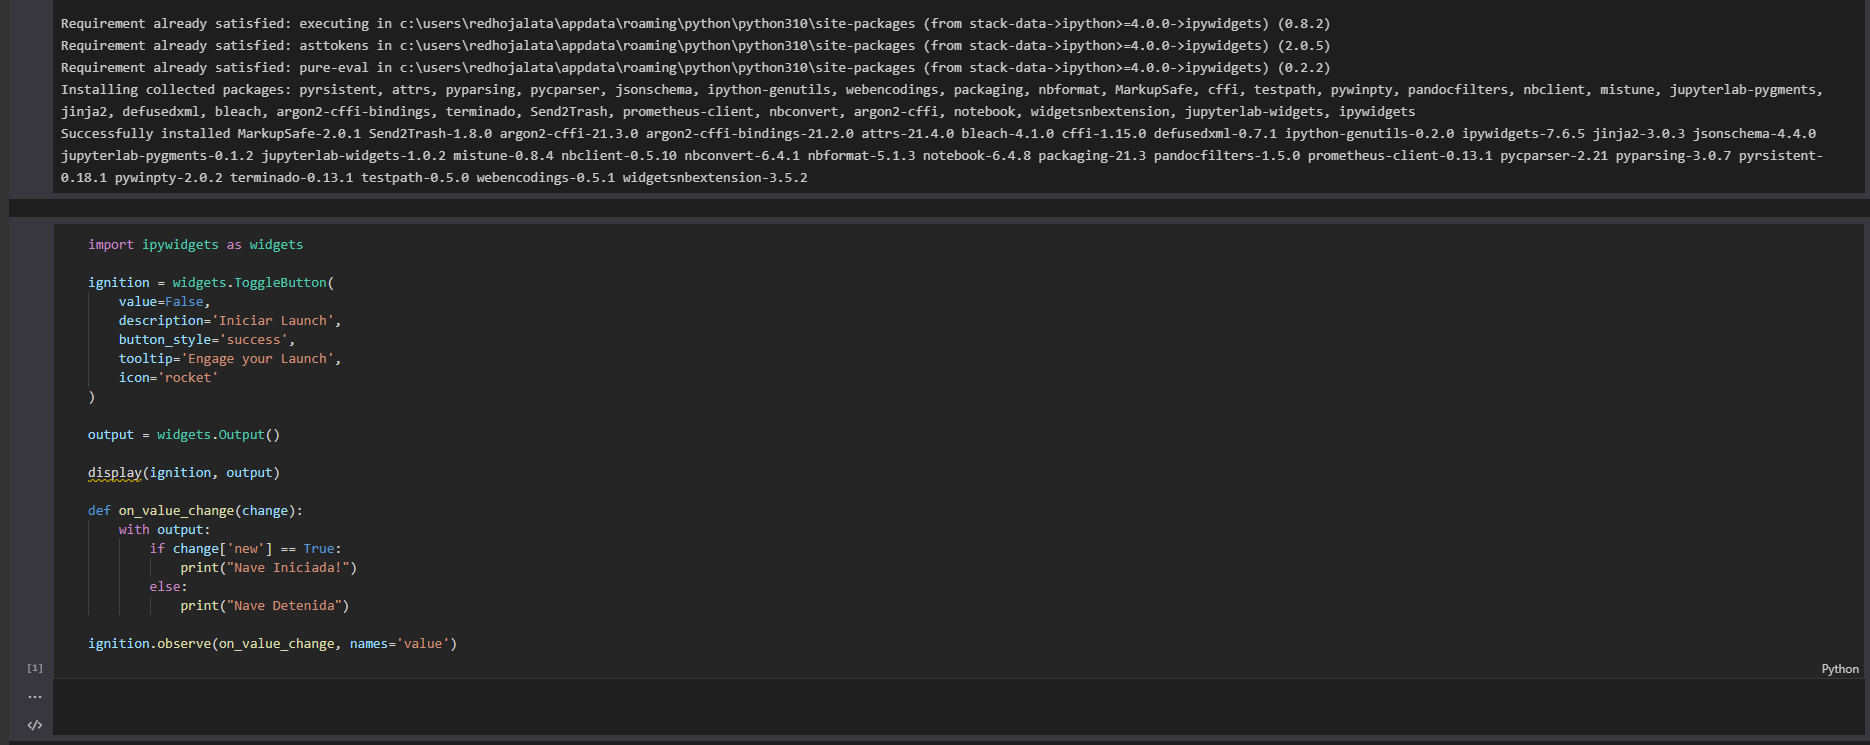 Requirement already satisfied: executing in c:\users\redhojalata\appdata\roaming\python\python310\site-packages (from stack-data->ipython>=4.0.0->ipywidgets) (0.8.2)
Requirement already satisfied: asttokens in c:\users\redhojalata\appdata\roaming\python\python310\site-packages (from stack-data->ipython>=4.0.0->ipywidgets) (2.0.5)
Requirement already satisfied: pure-eval in c:\users\redhojalata\appdata\roaming\python\python310\site-packages (from stack-data->ipython>=4.0.0->ipywidgets) (0.2.2)
Installing collected packages: pyrsistent, attrs, pyparsing, pycparser, jsonschema, ipython-genutils, webencodings, packaging, nbformat, MarkupSafe, cffi, testpath, pywinpty, pandocfilters, nbclient, mistune, jupyterlab-pygments,
jinja2, defusedxml, bleach, argon2-cffi-bindings, terminado, Send2Trash, prometheus-client, nbconvert, argon2-cffi, notebook, widgetsnbextension, jupyterlab-widgets, ipywidgets
Successfully installed MarkupSafe-2.0.1 Send2Trash-1.8.0 argon2-cffi-21.3.0 argon2-cffi-bindings-21.2.0 attrs-21.4.0 bleach-4.1.0 cffi-1.15.0 defusedxml-0.7.1 ipython-genutils-0.2.0 ipywidgets-7.6.5 jinja2-3.0.3 jsonschema-4.4.0
jupyterlab-pygments-0.1.2 jupyterlab-widgets-1.0.2 mistune-0.8.4 nbclient-0.5.10 nbconvert-6.4.1 nbformat-5.1.3 notebook-6.4.8 packaging-21.3 pandocfilters-1.5.0 prometheus-client-0.13.1 pycparser-2.21 pyparsing-3.0.7 pyrsistent-
0.18.1 pywinpty-2.0.2 terminado-0.13.1 testpath-0.5.0 webencodings-0.5.1 widgetsnbextension-3.5.2
import ipywidgets as widgets
ignition = widgets.ToggleButton(
    value=False,
    description='Iniciar Launch',
    button_style='success',
    tooltip='Engage your Launch',
    icon='rocket'
)
output = widgets.Output()
display(ignition, output)
def on_value_change(change):
    with output:
        if change['new'] == True:
            print("Nave Iniciada!")
        else:
            print("Nave Detenida")
ignition.observe(on_value_change, names='value')
[1]
Python
...
</>